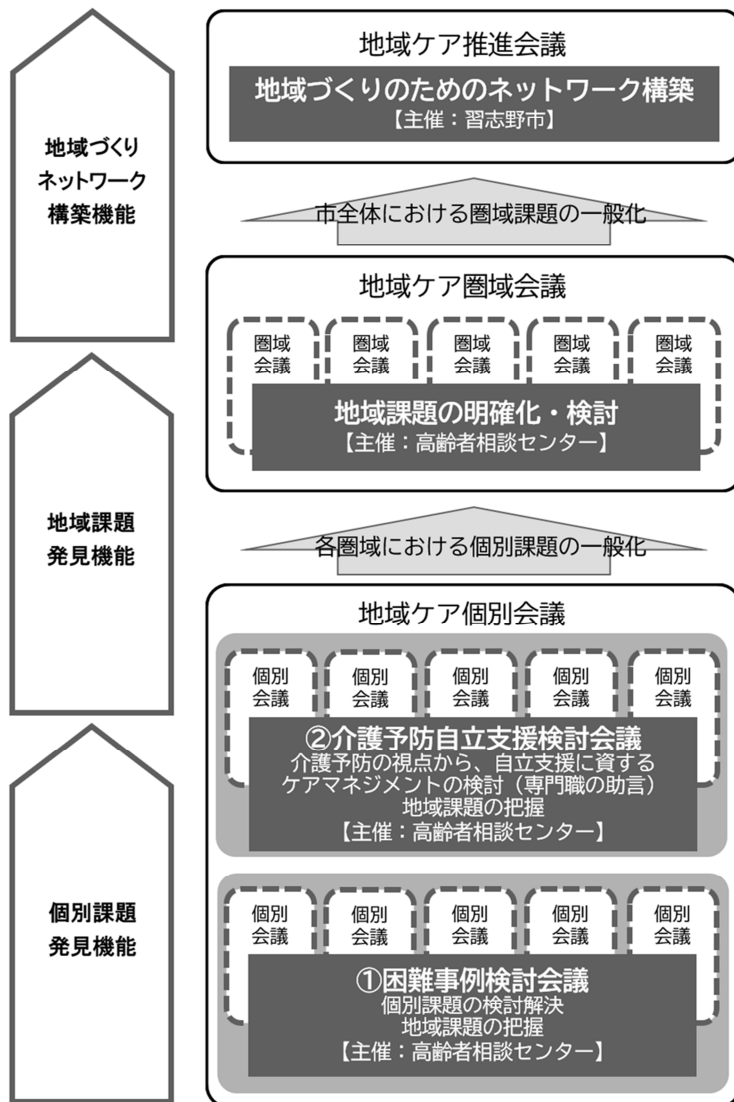 地域づくり
ネットワーク
構築機能
地域ケア推進会議
地域づくりのためのネットワーク構築
【主催：習志野市】
市全体における圏域課題の一般化
地域ケア圏域会議
圏域 圏域 圏域 圏域 圏域
会議 会議 会議 会議 会議
地域課題の明確化・検討
【主催：高齢者相談センター】
地域課題
発見機能
各圏域における個別課題の一般化
地域ケア個別会議
個別 個別 個別 個別 個別
会議 会議 会議 会議 会議
②介護予防自立支援検討会議
介護予防の視点から、自立支援に資する
ケアマネジメントの検討（専門職の助言）
地域課題の把握
【主催：高齢者相談センター】
個別課題
発見機能
個別 個別 個別 個別 個別
会議 会議 会議 会議 会議
①困難事例検討会議
個別課題の検討解決
地域課題の把握
【主催：高齢者相談センター】